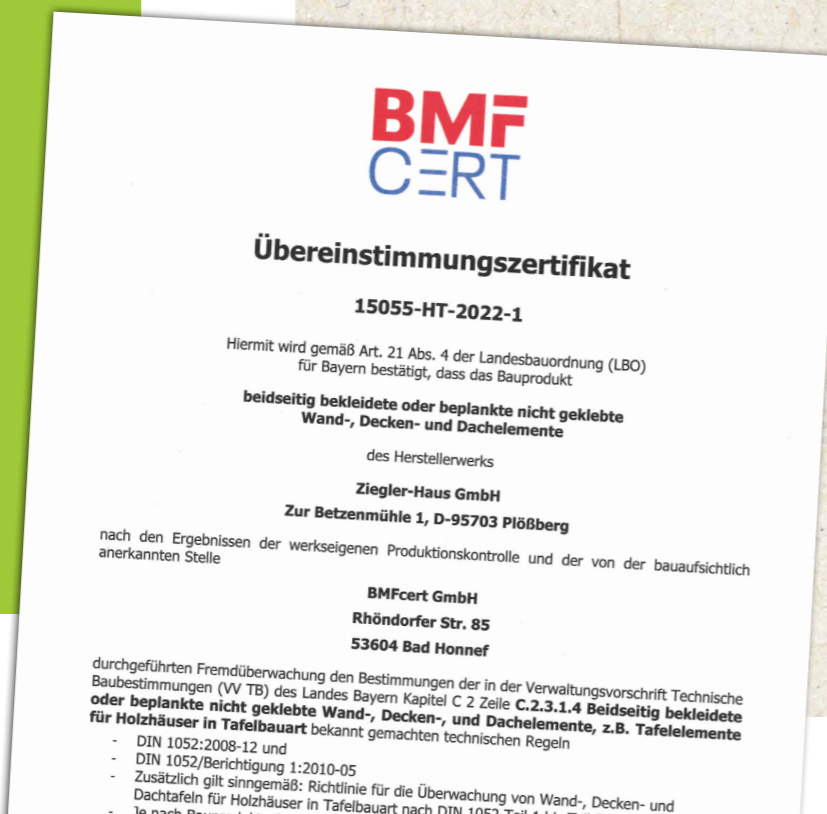 BMF
CERT
Übereinstimmungszertifikat
15055-HT-2022-1
Hiermit wird gemäß Art. 21 Abs. 4 der Landesbauordnung (LBO)
für Bayern bestätigt, dass das Bauprodukt
beidseitig bekleidete oder beplankte nicht geklebte
Wand-, Decken- und Dachelemente
des Herstellerwerks
Ziegler-Haus GmbH
Zur Betzenmühle 1, D-95703 Plößberg
nach den Ergebnissen der werkseigenen Produktionskontrolle und der von der bauaufsichtlich
anerkannten Stelle
BMFcert GmbH
Rhöndorfer Str. 85
53604 Bad Honnef
durchgeführten Fremdüberwachung den Bestimmungen der in der Verwaltungsvorschrift Technische
Baubestimmungen (VV TB) des Landes Bayern Kapitel C 2 Zeile C.2.3.1.4 Beidseitig bekleidete
oder beplankte nicht geklebte Wand-, Decken-, und Dachelemente, z.B. Tafelelemente
für Holzhäuser in Tafelbauart bekannt gemachten technischen Regeln
- DIN 1052:2008-12 und
- DIN 1052/Berichtigung 1:2010-05
- Zusätzlich gilt sinngemäß: Richtlinie für die Überwachung von Wand-, Decken- und
Dachtafeln für Holzhäuser in Tafelbauart nach DIN 1052 Teil 1
- Je nach